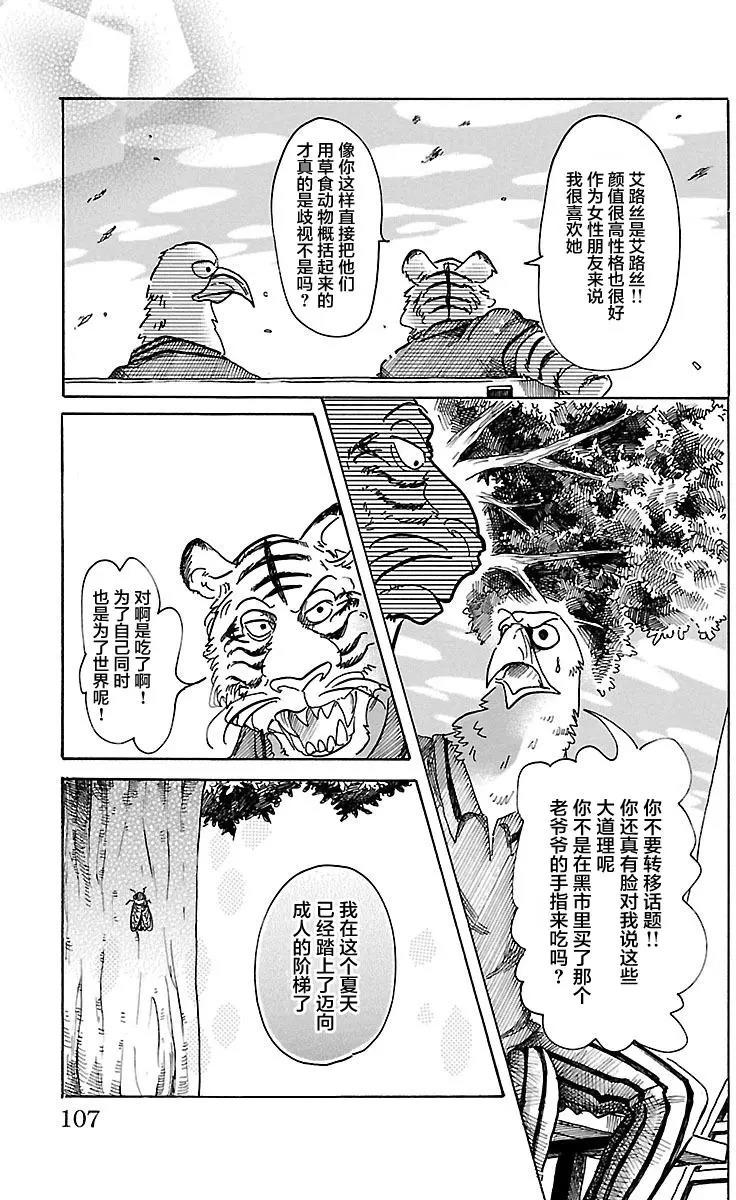 艾路丝是艾路丝!!
颜值很高性格也很好
作为女性朋友来说
我很喜欢她
像你这样直接把他们
用草食动物概括起来的
才真的是歧视不是吗?
你不要转移话题!!
你还真有脸对我说这些
大道理呢
你不是在黑市里买了那个
老爷爷的手指来吃吗?
对啊是吃了啊!
为了自己同时
也是为了世界呢!
我在这个夏天
已经踏上了迈向
成人的阶梯了
107